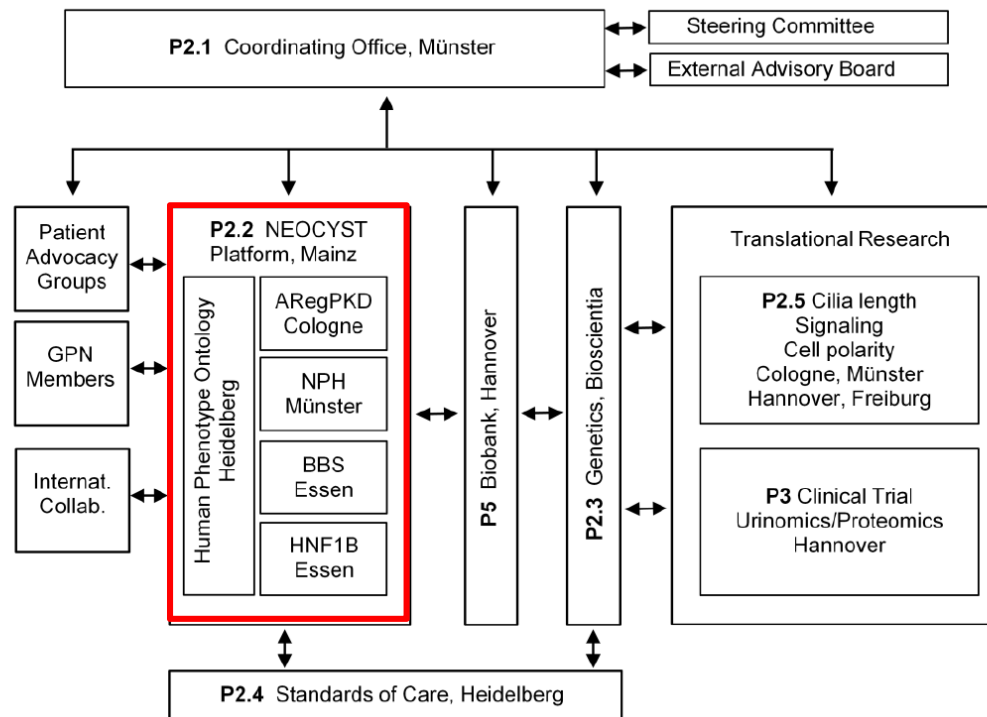 P2.1 Coordinating Office, Münster
Steering Committee
External Advisory Board
Patient
Advocacy
Groups
GPN
Members
Internat.
Collab.
P2.2 NEOCYST
Platform, Mainz
Human Phenotype Ontology
Heidelberg
ARegPKD
Cologne
NPH
Münster
BBS
Essen
HNF1B
Essen
P5 Biobank, Hannover
P2.3 Genetics, Bioscientia
Translational Research
P2.5 Cilia length
Signaling
Cell polarity
Cologne, Münster
Hannover, Freiburg
P3 Clinical Trial
Urinomics/Proteomics
Hannover
P2.4 Standards of Care, Heidelberg